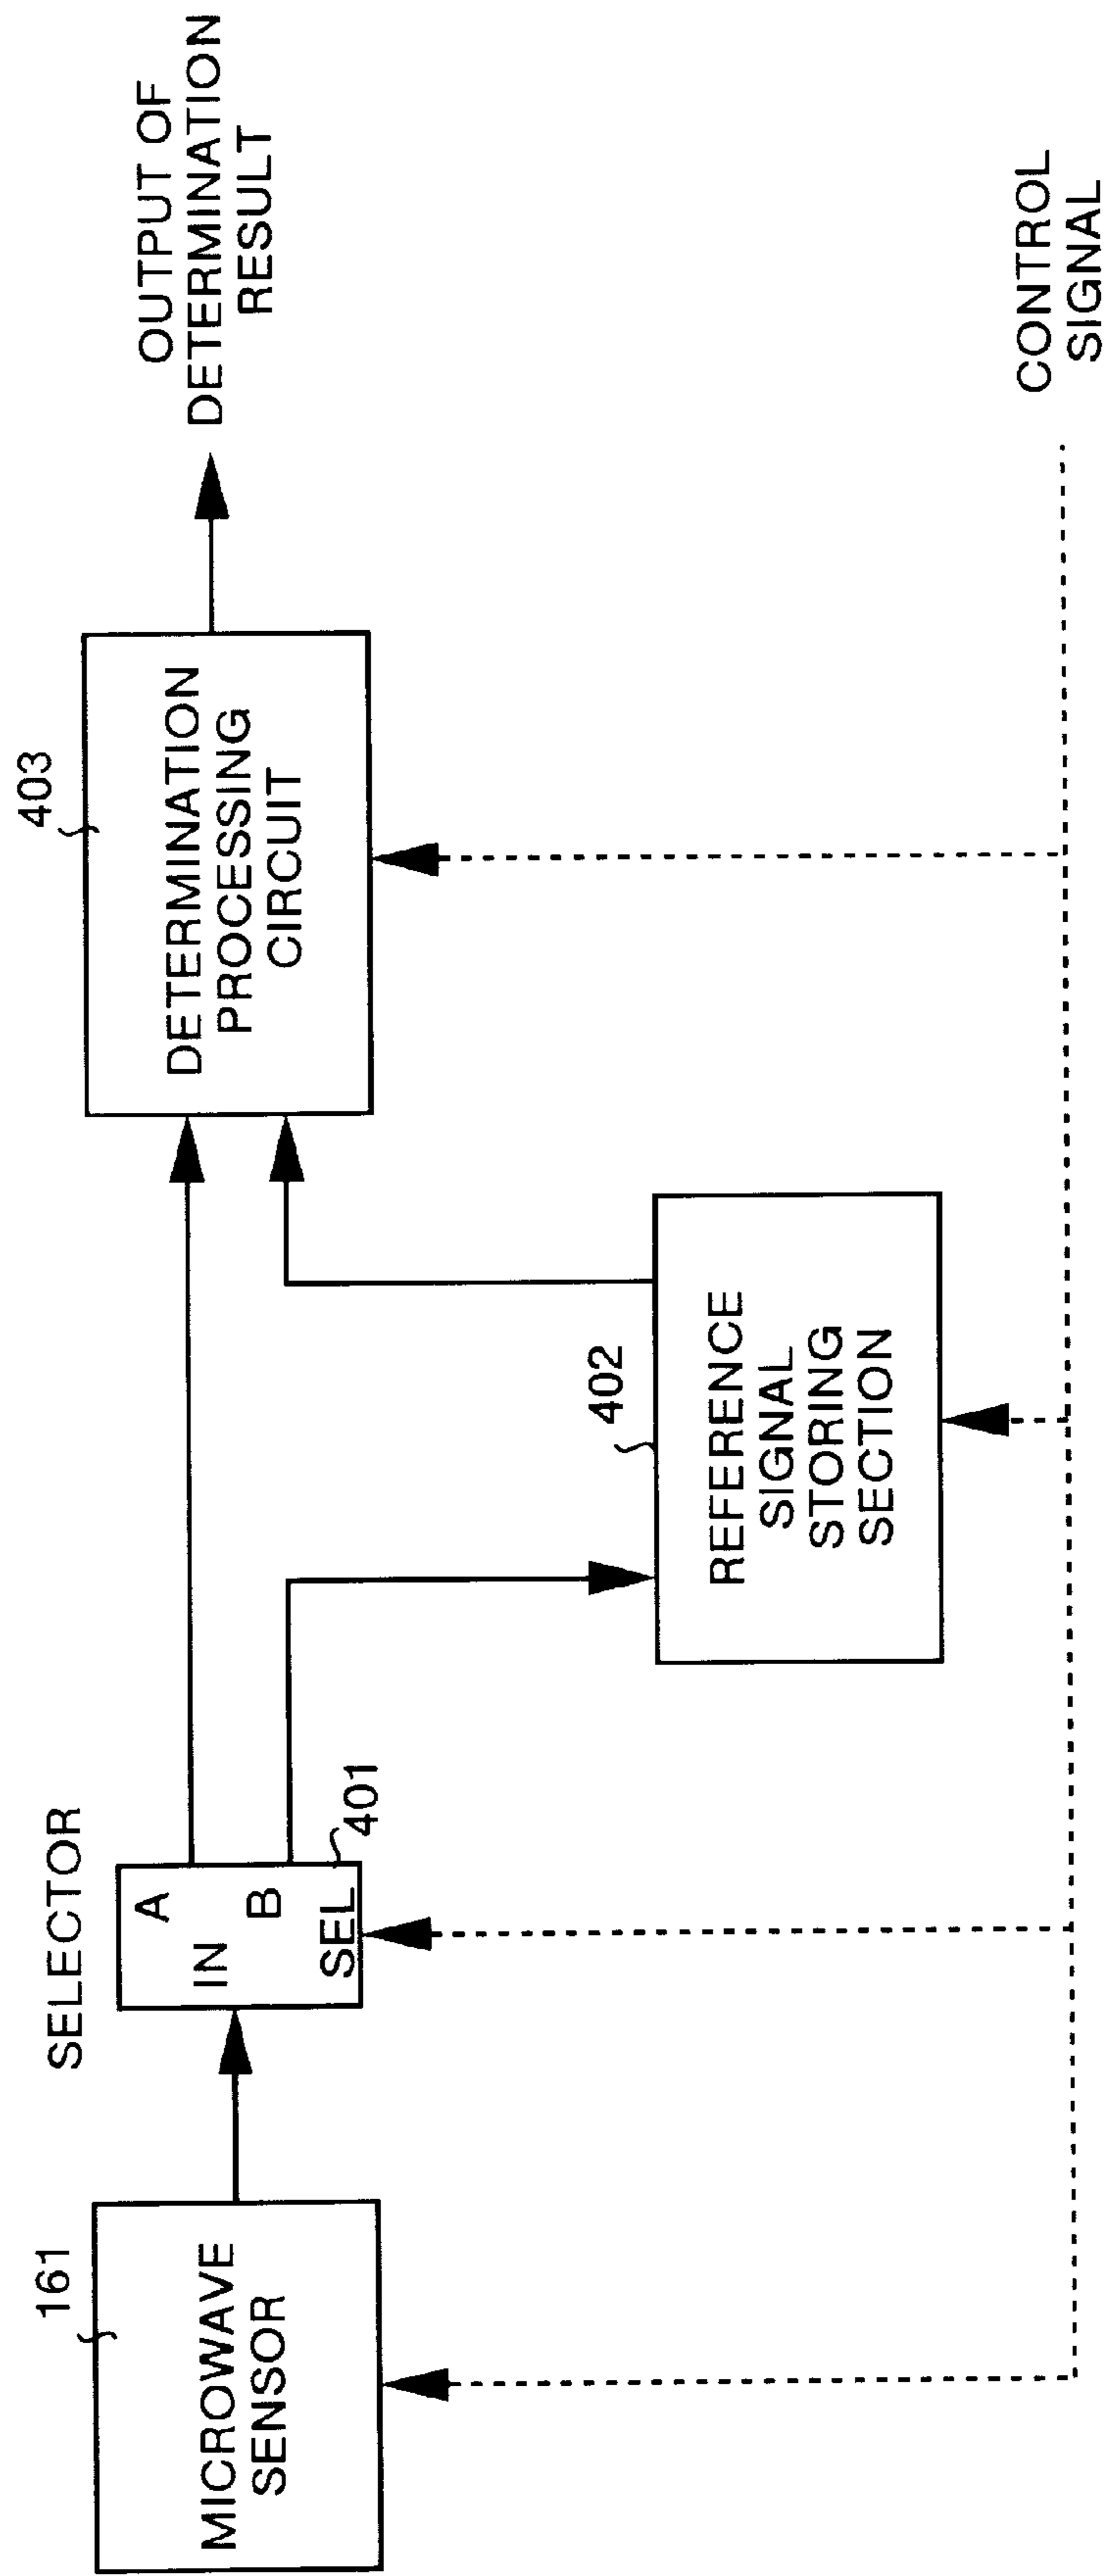 161
MICROWAVE
SENSOR
SELECTOR
A
IN
B
SEL
401
402
REFERENCE
SIGNAL
STORING
SECTION
403
DETERMINATION
PROCESSING
CIRCUIT
OUTPUT OF
DETERMINATION
RESULT
CONTROL
SIGNAL